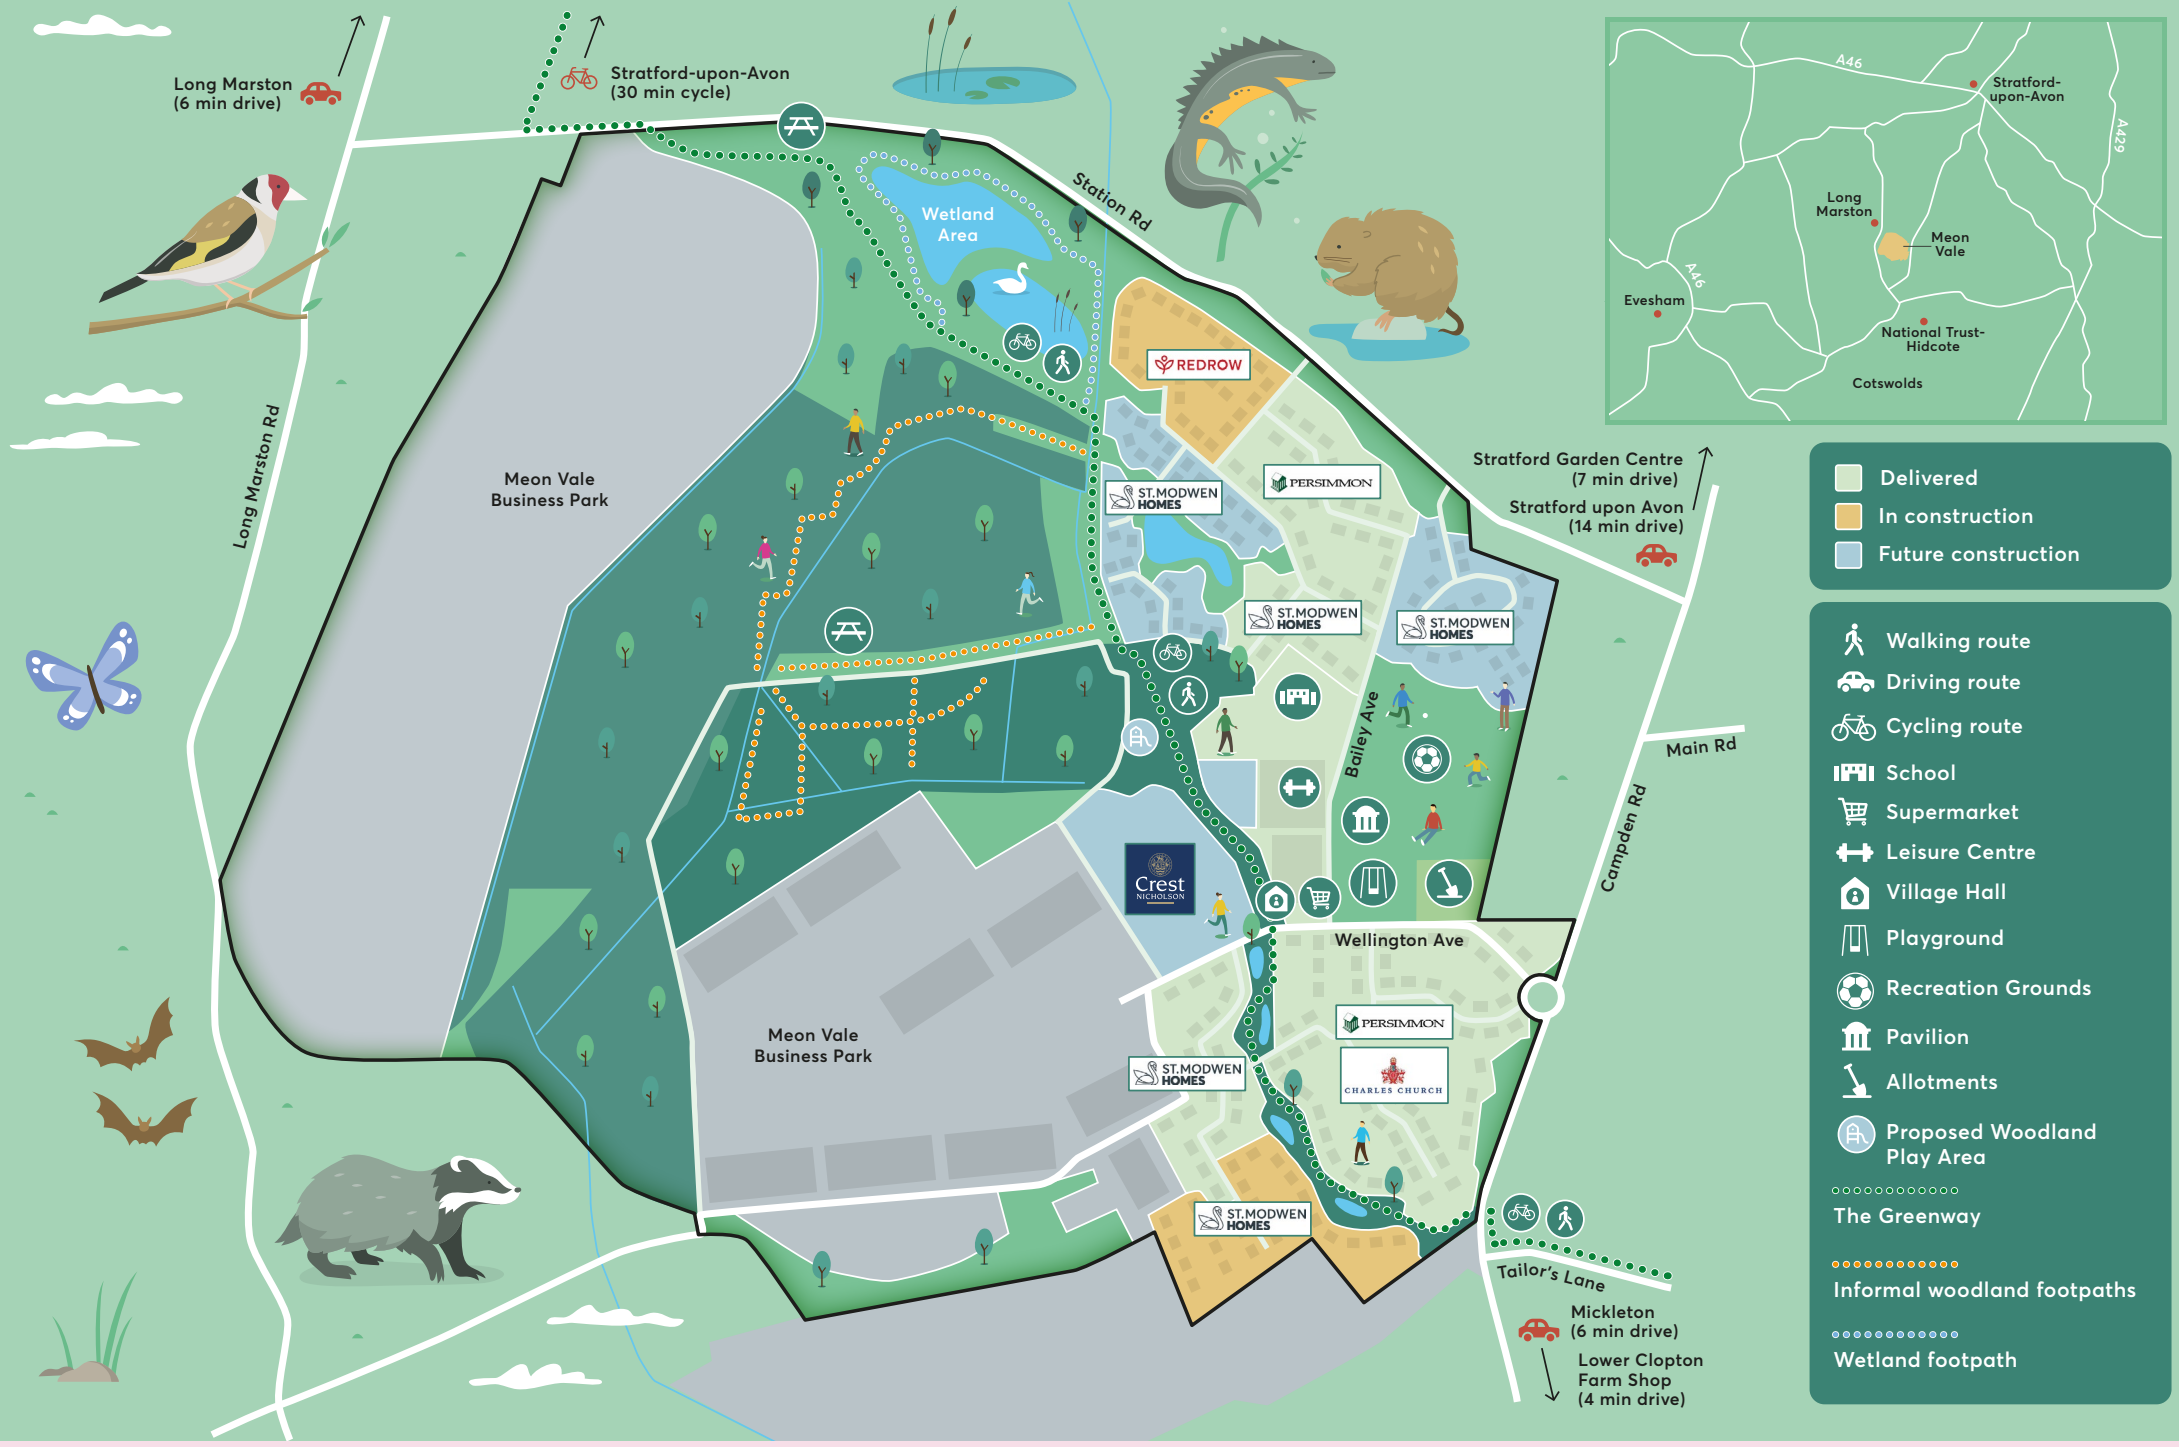 Long Marston
(6 min drive)
Stratford-upon-Avon
(30 min cycle)
Station Rd
Wetland
Area
Long Marston Rd
Meon Vale
Business Park
REDROW
PERSIMMON
ST.MODWEN
HOMES
ST.MODWEN
HOMES
ST.MODWEN
HOMES
Bailey Ave
Crest
NICHOLSON
Wellington Ave
Meon Vale
Business Park
PERSIMMON
ST.MODWEN
HOMES
CHARLES CHURCH
ST.MODWEN
HOMES
Stratford Garden Centre
(7 min drive)
Stratford upon Avon
(14 min drive)
Main Rd
Campden Rd
Tailor's Lane
Mickleton
(6 min drive)
Lower Clopton
Farm Shop
(4 min drive)
A46
Stratford-
upon-Avon
A429
Long
Marston
Meon
Vale
A46
Evesham
National Trust-
Hidcote
Cotswolds
Delivered
In construction
Future construction
Walking route
Driving route
Cycling route
School
Supermarket
Leisure Centre
Village Hall
Playground
Recreation Grounds
Pavilion
Allotments
Proposed Woodland
Play Area
The Greenway
Informal woodland footpaths
Wetland footpath